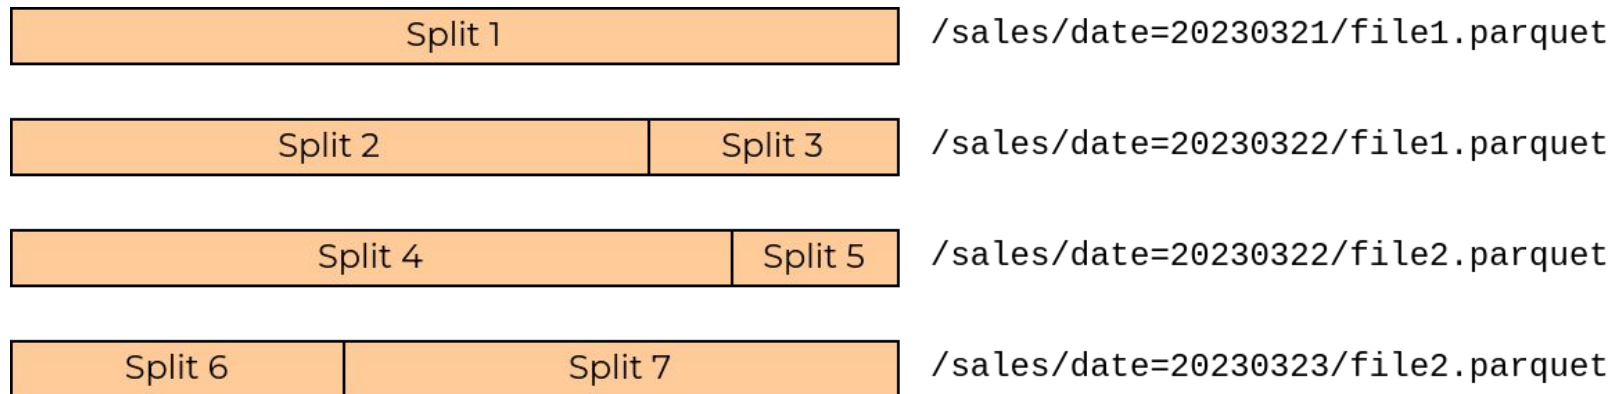 Split 1 /sales/date=20230321/file1.parquet
Split 2 Split 3 /sales/date=20230322/file1.parquet
Split 4 Split 5 /sales/date=20230322/file2.parquet
Split 6 Split 7 /sales/date=20230323/file2.parquet